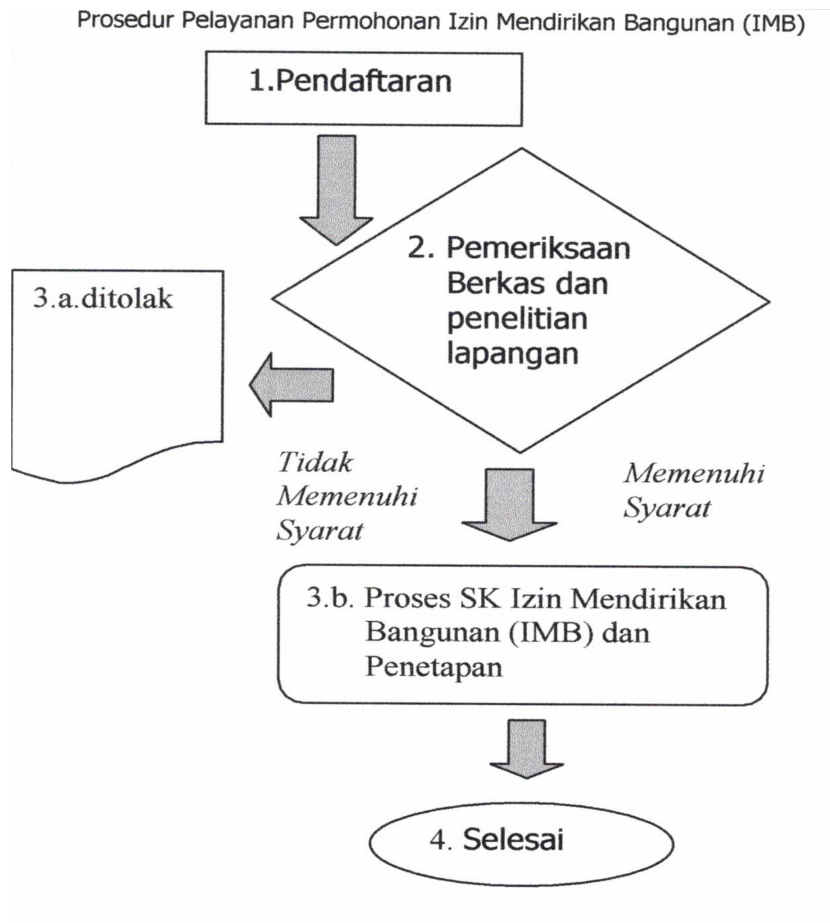 Prosedur Pelayanan Permohonan Izin Mendirikan Bangunan (IMB)
1.Pendaftaran
2. Pemeriksaan
Berkas dan
penelitian
lapangan
3.a.ditolak
Tidak
Memenuhi
Syarat
Memenuhi
Syarat
3.b. Proses SK Izin Mendirikan
Bangunan (IMB) dan
Penetapan
4. Selesai